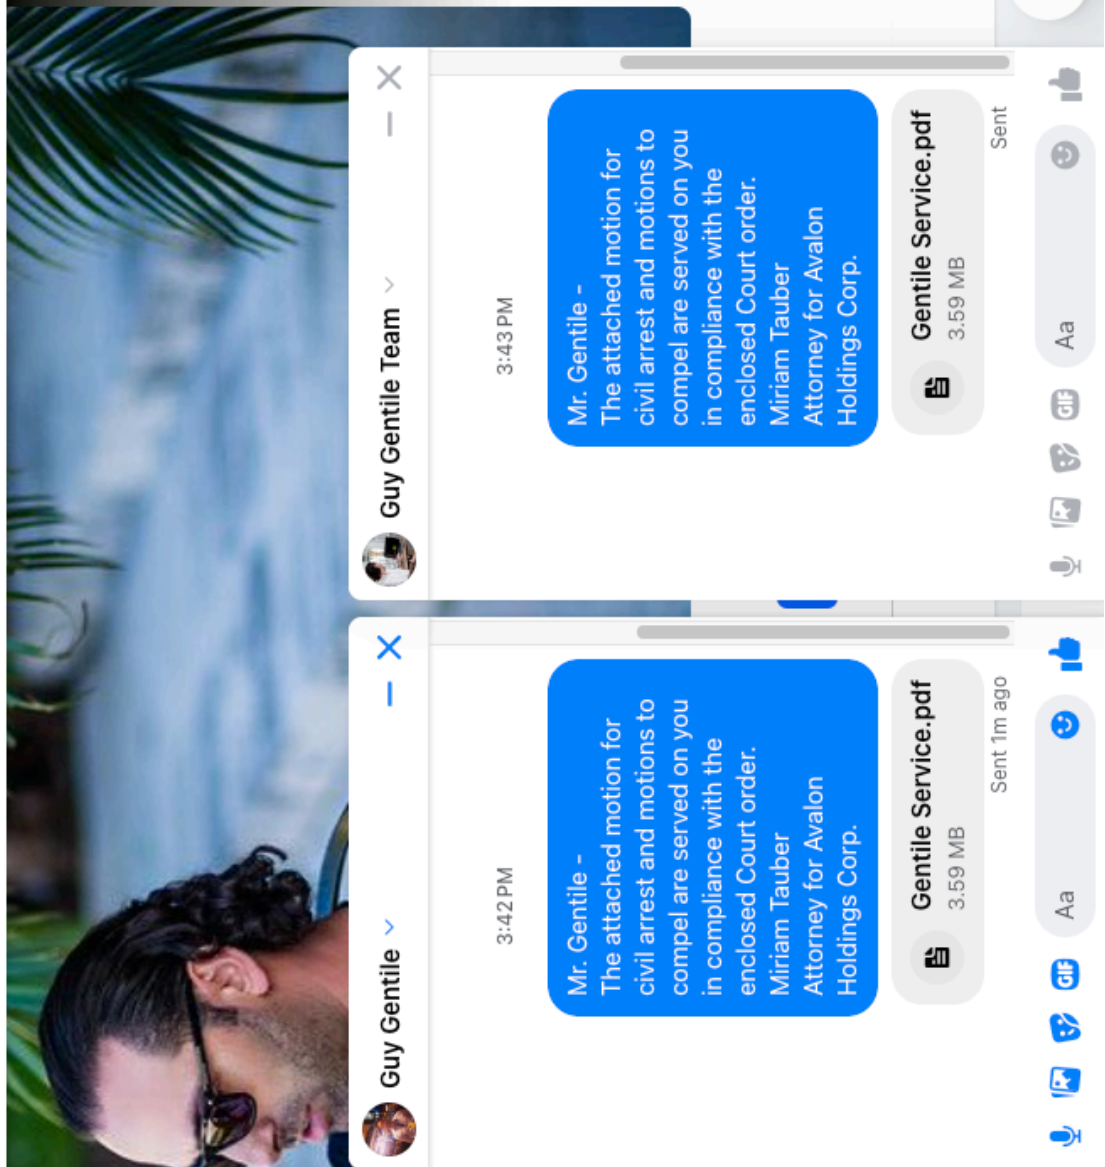 Guy Gentile
3:42 PM
Mr. Gentile -
The attached motion for
civil arrest and motions to
compel are served on you
in compliance with the
enclosed Court order.
Miriam Tauber
Attorney for Avalon
Holdings Corp.
Gentile Service.pdf
3.59 MB
Sent 1m ago
GIF
Aa
Guy Gentile Team
3:43 PM
Mr. Gentile -
The attached motion for
civil arrest and motions to
compel are served on you
in compliance with the
enclosed Court order.
Miriam Tauber
Attorney for Avalon
Holdings Corp.
Gentile Service.pdf
3.59 MB
Sent
GIF
Aa